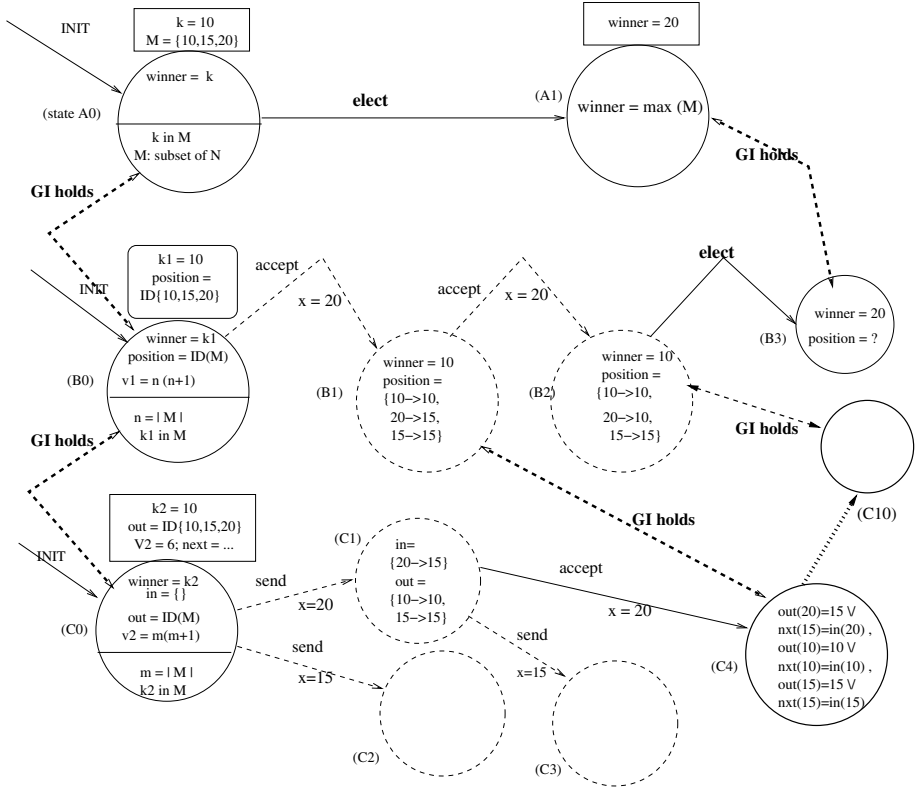 INIT
k = 10
M = {10,15,20}
winner = k
(state A0)
k in M
M: subset of N
elect
winner = 20
(A1)
winner = max (M)
GI holds
GI holds
INIT
k1 = 10
position =
ID{10,15,20}
winner = k1
position = ID(M)
(B0)
v1 = n (n+1)
n = | M |
k1 in M
accept
x = 20
winner = 10
position =
(B1)
{10->10,
20->15,
15->15}
accept
x = 20
winner = 10
position =
(B2)
{10->10,
20->10,
15->15}
elect
winner = 20
(B3)
position = ?
GI holds
GI holds
GI holds
(C10)
INIT
k2 = 10
out = ID{10,15,20}
V2 = 6; next = ...
winner = k2
in = {}
(C0)
out = ID(M)
v2 = m(m+1)
m = | M |
k2 in M
send
x=20
send
x=15
(C1)
in=
{20->15}
out =
{10->10,
15->15}
accept
x = 20
send
x=15
(C2)
(C3)
(C4)
out(20)=15 \/
nxt(15)=in(20) ,
out(10)=10 \/
nxt(10)=in(10) ,
out(15)=15 \/
nxt(15)=in(15)